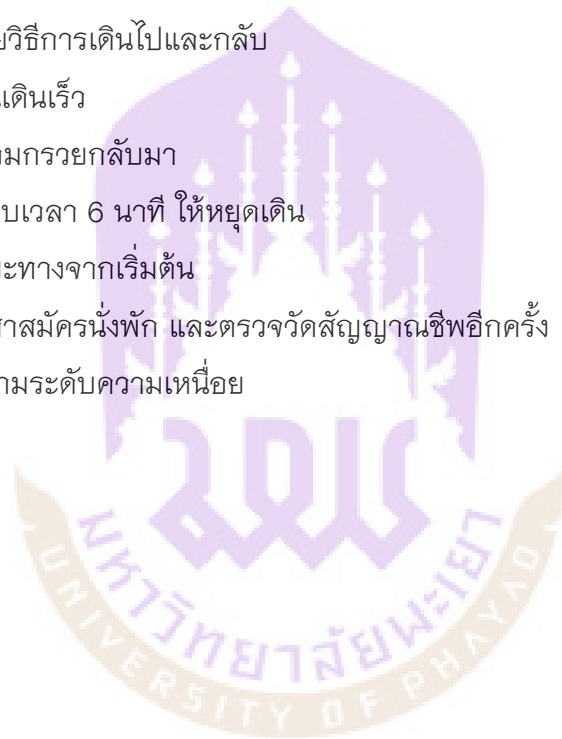 วิธีการเดินไปและกลับ
เดินเร็ว
กรวยกลับมา
เวลา 6 นาที ให้หยุดเดิน
ทางจากเริ่มต้น
สมัครนั่งพัก และตรวจวัดสัญญาณชีพอีกครั้ง
ระดับความเหนื่อย
มพ
มหาวิทยาลัยพะเยา
UNIVERSITY OF PHAYAO